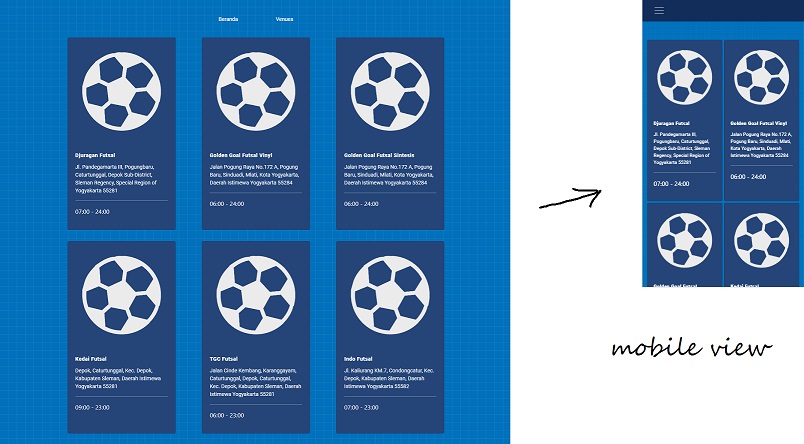 Beranda Venues
Djuragan Futsal
Jl. Pandegamarta III, Pogungbaru,
Caturtunggal, Depok Sub-District,
Sleman Regency, Special Region of
Yogyakarta 55281
07:00 - 24:00
Golden Goal Futsal Vinyl
Jalan Pogung Raya No.172 A, Pogung
Baru, Sinduadi, Mlati, Kota Yogyakarta,
Daerah Istimewa Yogyakarta 55284
06:00 - 24:00
Golden Goal Futsal Sintesis
Jalan Pogung Raya No.172 A, Pogung
Baru, Sinduadi, Mlati, Kota Yogyakarta,
Daerah Istimewa Yogyakarta 55284
06:00 - 24:00
Kedai Futsal
Depok, Caturtunggal, Kec. Depok,
Kabupaten Sleman, Daerah Istimewa
Yogyakarta 55281
09:00 - 23:00
TGC Futsal
Jalan Cinde Kembang, Karanggayam,
Caturtunggal, Depok, Caturtunggal,
Kec. Depok, Kabupaten Sleman, Daerah
Istimewa Yogyakarta 55281
06:00 - 23:00
Indo Futsal
Jl. Kaliurang KM.7, Condongcatur, Kec.
Depok, Kabupaten Sleman, Daerah
Istimewa Yogyakarta 55582
07:00 - 23:00
Djuragan Futsal
Jl. Pandegamarta III,
Pogungbaru, Caturtunggal,
Depok Sub-District, Sleman
Regency, Special Region of
Yogyakarta 55281
07:00 - 24:00
Golden Goal Futsal Vinyl
Jalan Pogung Raya No.172 A,
Pogung Baru, Sinduadi, Mlati,
Kota Yogyakarta, Daerah
Istimewa Yogyakarta 55284
06:00 - 24:00
Golden Goal Futsal
Kedai Futsal
mobile view